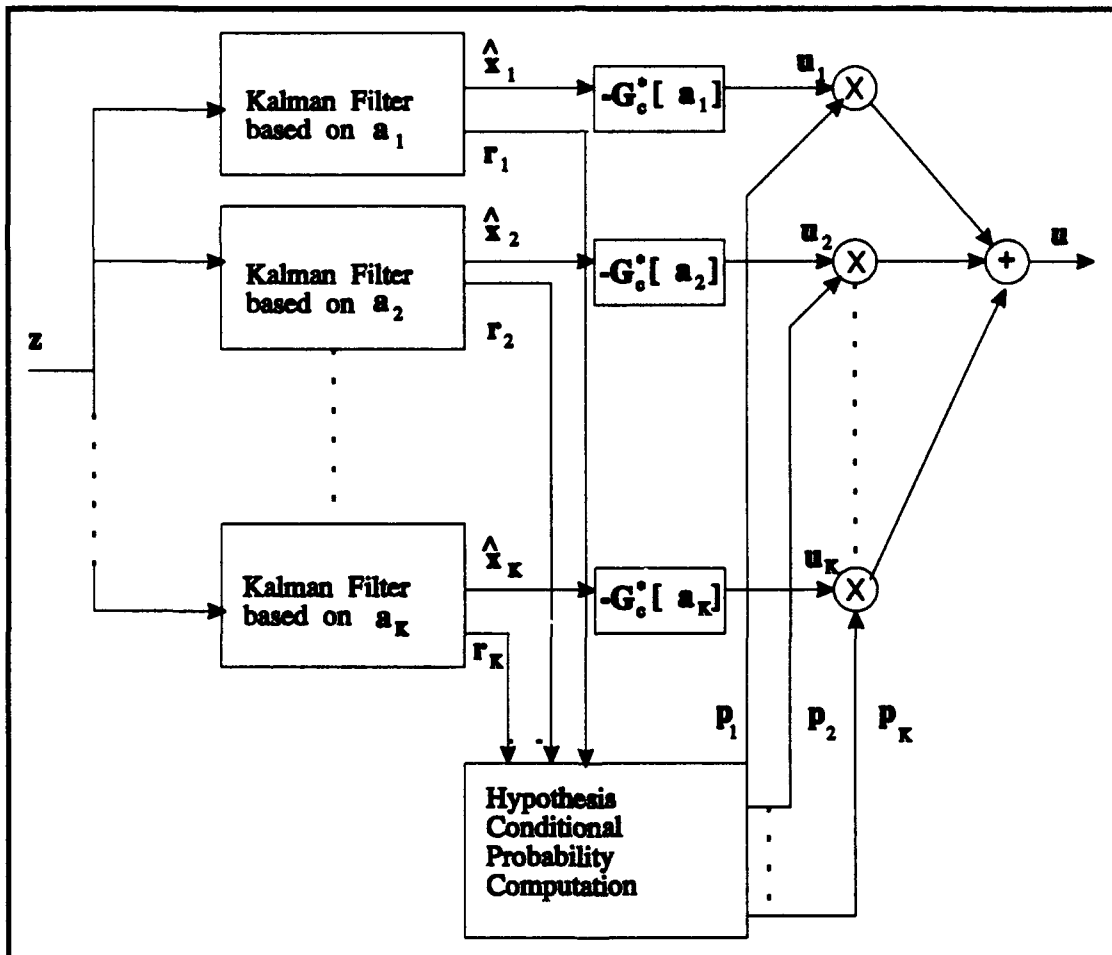 x̂₁
u₁
Kalman Filter
based on a₁
-G*c[ a₁]
X
r₁
x̂₂
u₂
u
Kalman Filter
based on a₂
-G*c[ a₂]
X
+
r₂
z
x̂K
uK
Kalman Filter
based on aK
-G*c[ aK]
X
rK
p₁
p₂
pK
Hypothesis
Conditional
Probability
Computation